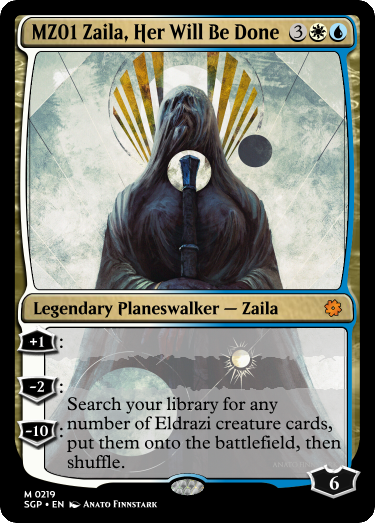 MZ01 Zaila, Her Will Be Done 3
Legendary Planeswalker — Zaila
+1:
-2:
-10:
Search your library for any
number of Eldrazi creature cards,
put them onto the battlefield, then
shuffle.
6
M 0219
SGP • EN Anato Finnstark